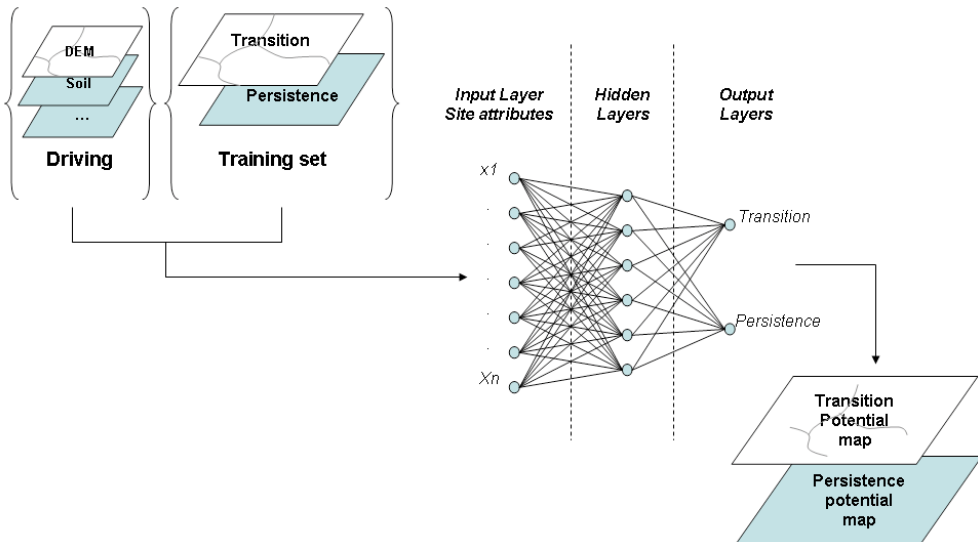 DEM
Soil
...
Driving
Transition
Persistence
Training set
Input Layer
Site attributes
Hidden
Layers
Output
Layers
x1
.
.
.
.
.
Xn
Transition
Persistence
Transition
Potential
map
Persistence
potential
map